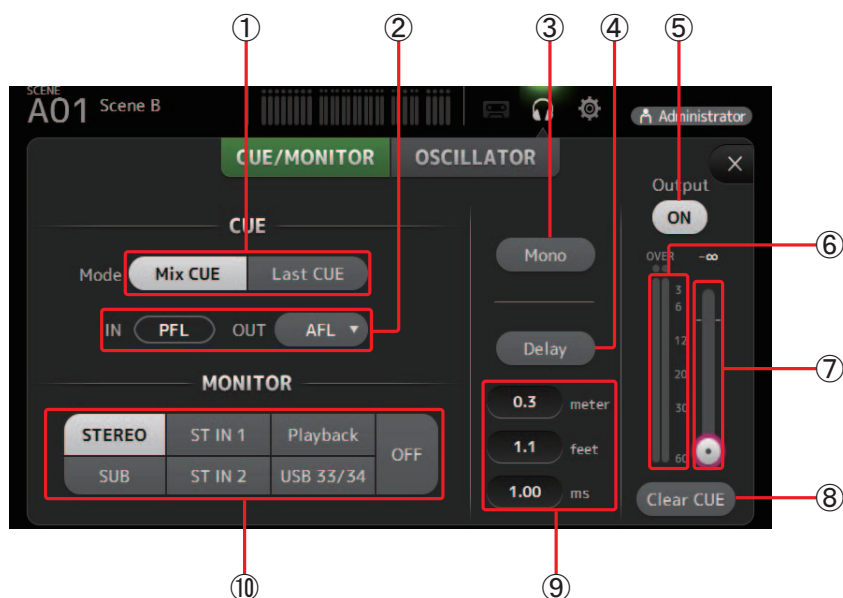 ① ② ③ ④ ⑤
SCENE
A01 Scene B
Administrator
CUE/MONITOR OSCILLATOR
Output
ON
CUE
Mode Mix CUE Last CUE
Mono
OVER -∞
⑥
3
6
12
20
30
60
IN PFL OUT AFL ▼
Delay
⑦
MONITOR
STEREO ST IN 1 Playback OFF
SUB ST IN 2 USB 33/34
0.3 meter
1.1 feet
1.00 ms
Clear CUE
⑧
⑩ ⑨